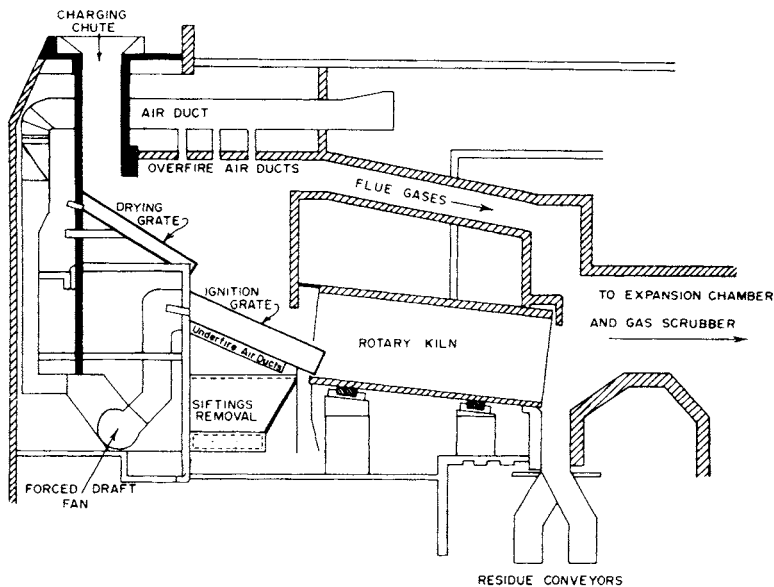 CHARGING
CHUTE
AIR DUCT
OVERFIRE AIR DUCTS
FLUE GASES
DRYING
GRATE
IGNITION
GRATE
Underfire Air Ducts
TO EXPANSION CHAMBER
AND GAS SCRUBBER
ROTARY KILN
SIFTINGS
REMOVAL
FORCED DRAFT
FAN
RESIDUE CONVEYORS